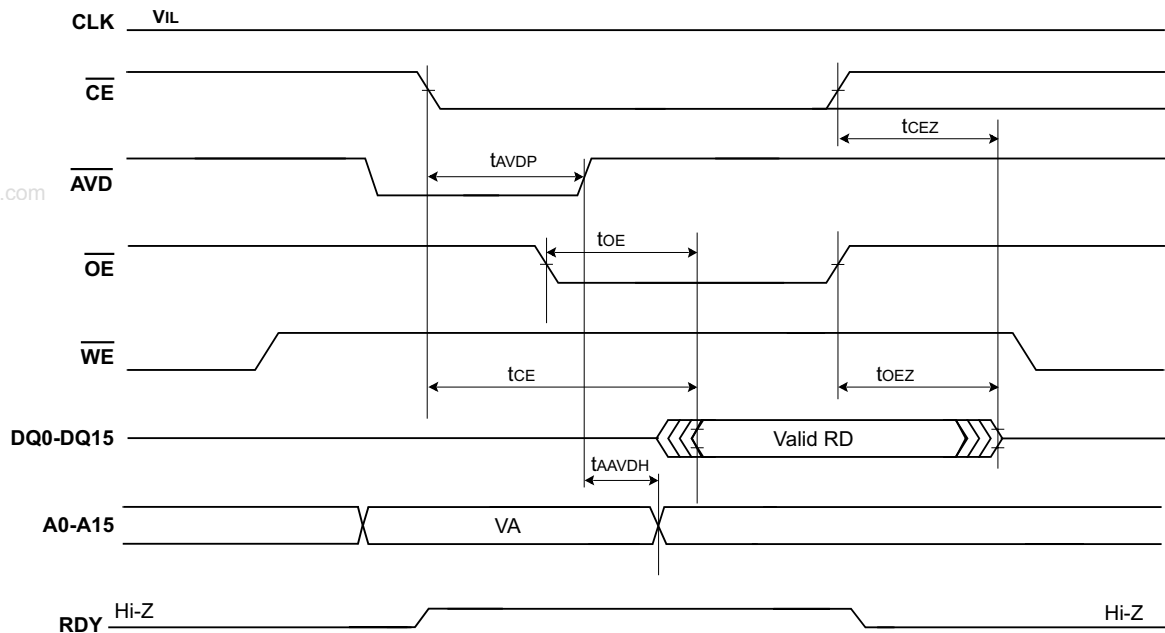 CLK VIL
CE
tCEZ
tAVDP
AVD
.com
tOE
OE
WE
tCE
tOEZ
DQ0-DQ15 Valid RD
tAAVDH
A0-A15 VA
Hi-Z Hi-Z
RDY